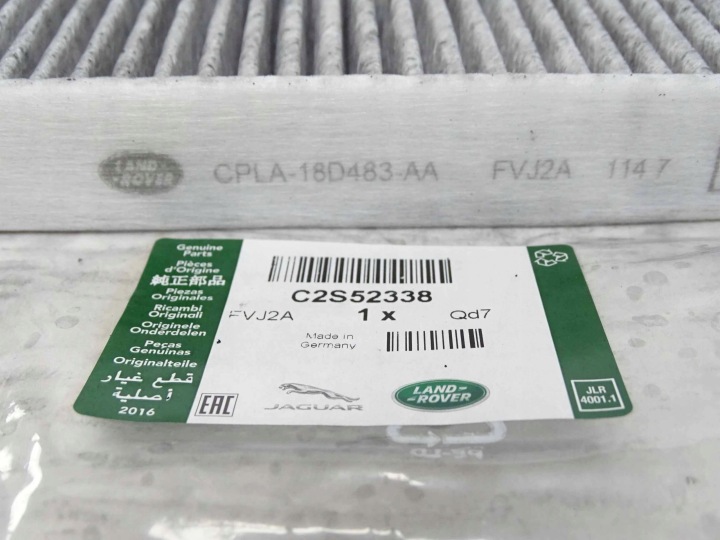 LAND-
-ROVER
CPLA-18D483-AA FVJ2A 114 7
Genuine
Parts
Pièces
d'Origine
純正部品
Piezas
Originales
Ricambi
Originali
Originele
Onderdelen
Peças
Genuínas
Originalteile
قطع غيار
أصلية
2016
C2S52338
FVJ2A 1 x Qd7
Made in
Germany
EAC
JAGUAR
LAND-
-ROVER
JLR
4001.1